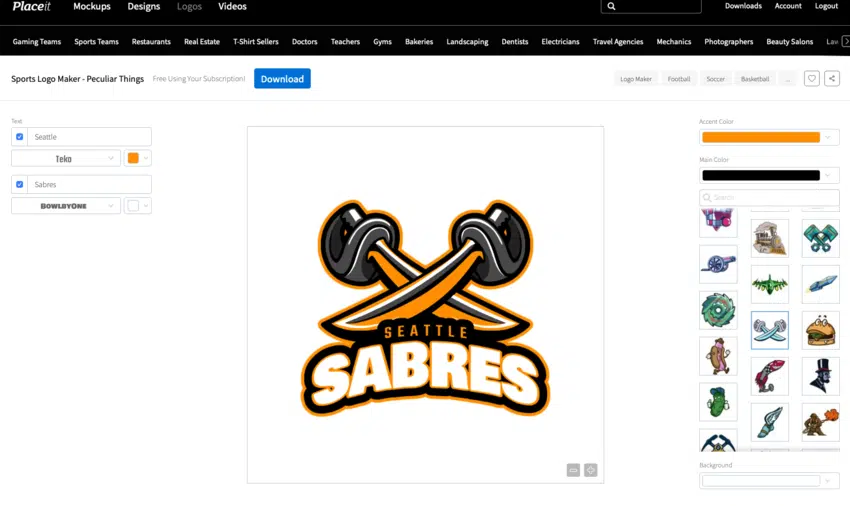 Placeit
Mockups
Designs
Logos
Videos
Downloads
Account
Logout
Gaming Teams
Sports Teams
Restaurants
Real Estate
T-Shirt Sellers
Doctors
Teachers
Gyms
Bakeries
Landscaping
Dentists
Electricians
Travel Agencies
Mechanics
Photographers
Beauty Salons
Law
Sports Logo Maker - Peculiar Things
Free Using Your Subscription!
Download
Logo Maker
Football
Soccer
Basketball
...
Text
Seattle
Teko
Sabres
BowlbyOne
SEATTLE
SABRES
Accent Color
Main Color
Search
Background